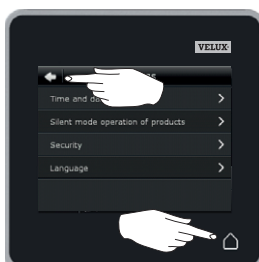 VELUX
Time and da
Silent mode operation of products
Security
Language